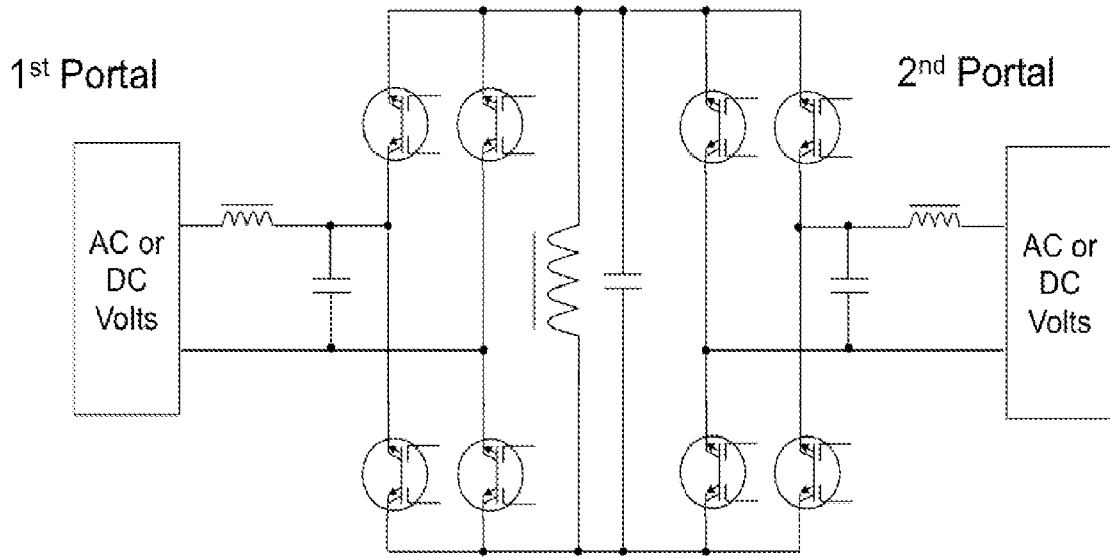 1st Portal
2nd Portal
AC or
DC
Volts
AC or
DC
Volts